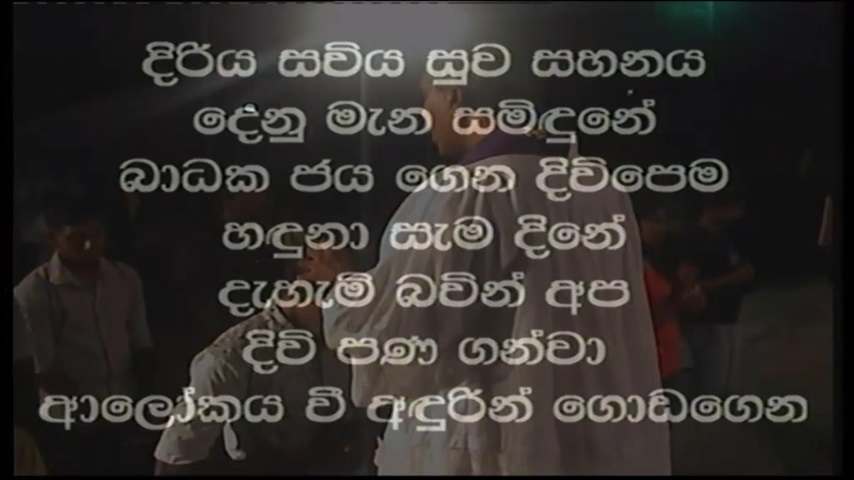 දිරිය සවිය සුව සහනය
දෙනු මැන සමිඳුනේ
බාධක ජය ගෙන දිවිපෙම
හඳුනා සැම දිනේ
දැහැමි බවින් අප
දිවි පණ ගන්වා
ආලෝකය වී අඳුරින් ගොඩගෙන